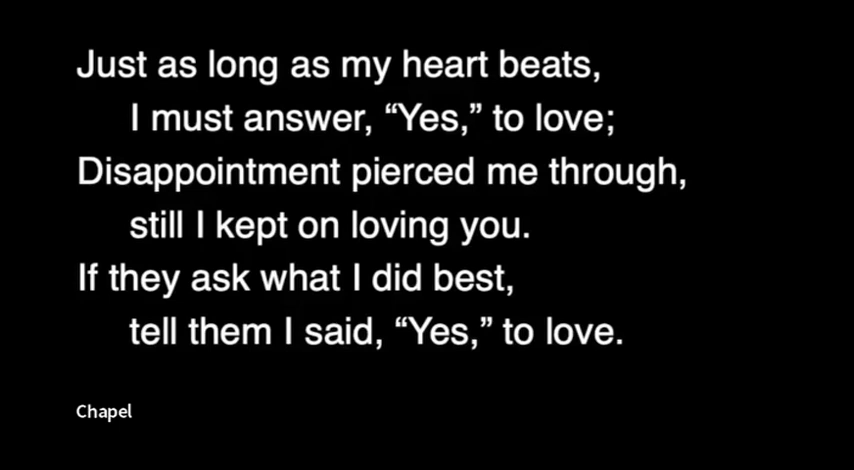 Just as long as my heart beats,
I must answer, “Yes,” to love;
Disappointment pierced me through,
still I kept on loving you.
If they ask what I did best,
tell them I said, “Yes,” to love.
Chapel